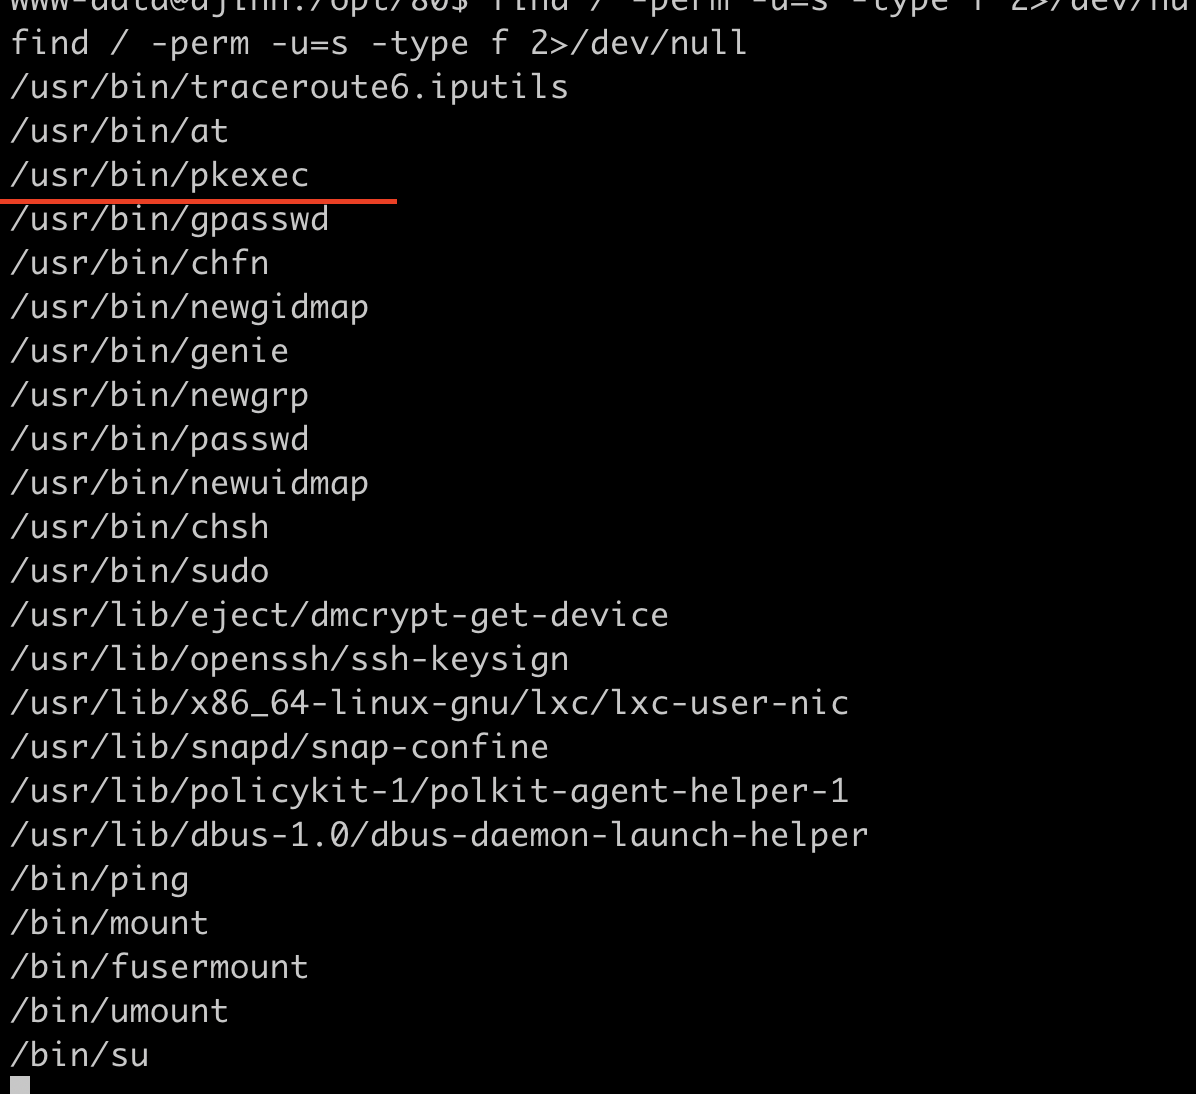 www-data@djinn:/opt/80$ find / -perm -u=s -type f 2>/dev/nu
find / -perm -u=s -type f 2>/dev/null
/usr/bin/traceroute6.iputils
/usr/bin/at
/usr/bin/pkexec
/usr/bin/gpasswd
/usr/bin/chfn
/usr/bin/newgidmap
/usr/bin/genie
/usr/bin/newgrp
/usr/bin/passwd
/usr/bin/newuidmap
/usr/bin/chsh
/usr/bin/sudo
/usr/lib/eject/dmcrypt-get-device
/usr/lib/openssh/ssh-keysign
/usr/lib/x86_64-linux-gnu/lxc/lxc-user-nic
/usr/lib/snapd/snap-confine
/usr/lib/policykit-1/polkit-agent-helper-1
/usr/lib/dbus-1.0/dbus-daemon-launch-helper
/bin/ping
/bin/mount
/bin/fusermount
/bin/umount
/bin/su